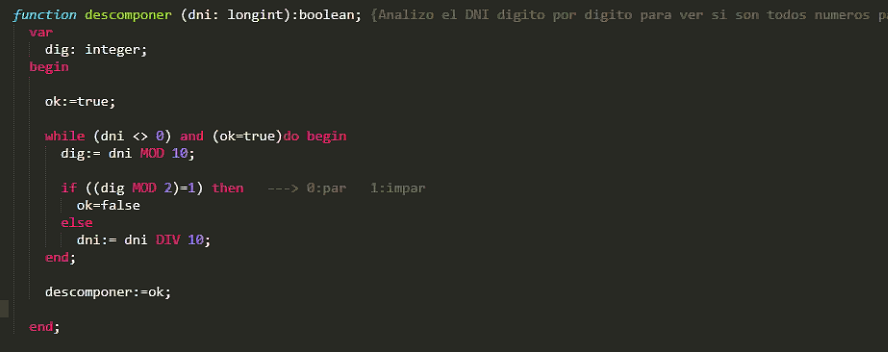 function descomponer (dni: longint):boolean; {Analizo el DNI digito por digito para ver si son todos numeros
var
dig: integer;
begin
ok:=true;
while (dni <> 0) and (ok=true)do begin
dig:= dni MOD 10;
if ((dig MOD 2)=1) then ---> 0:par 1:impar
ok=false
else
dni:= dni DIV 10;
end;
descomponer:=ok;
end;